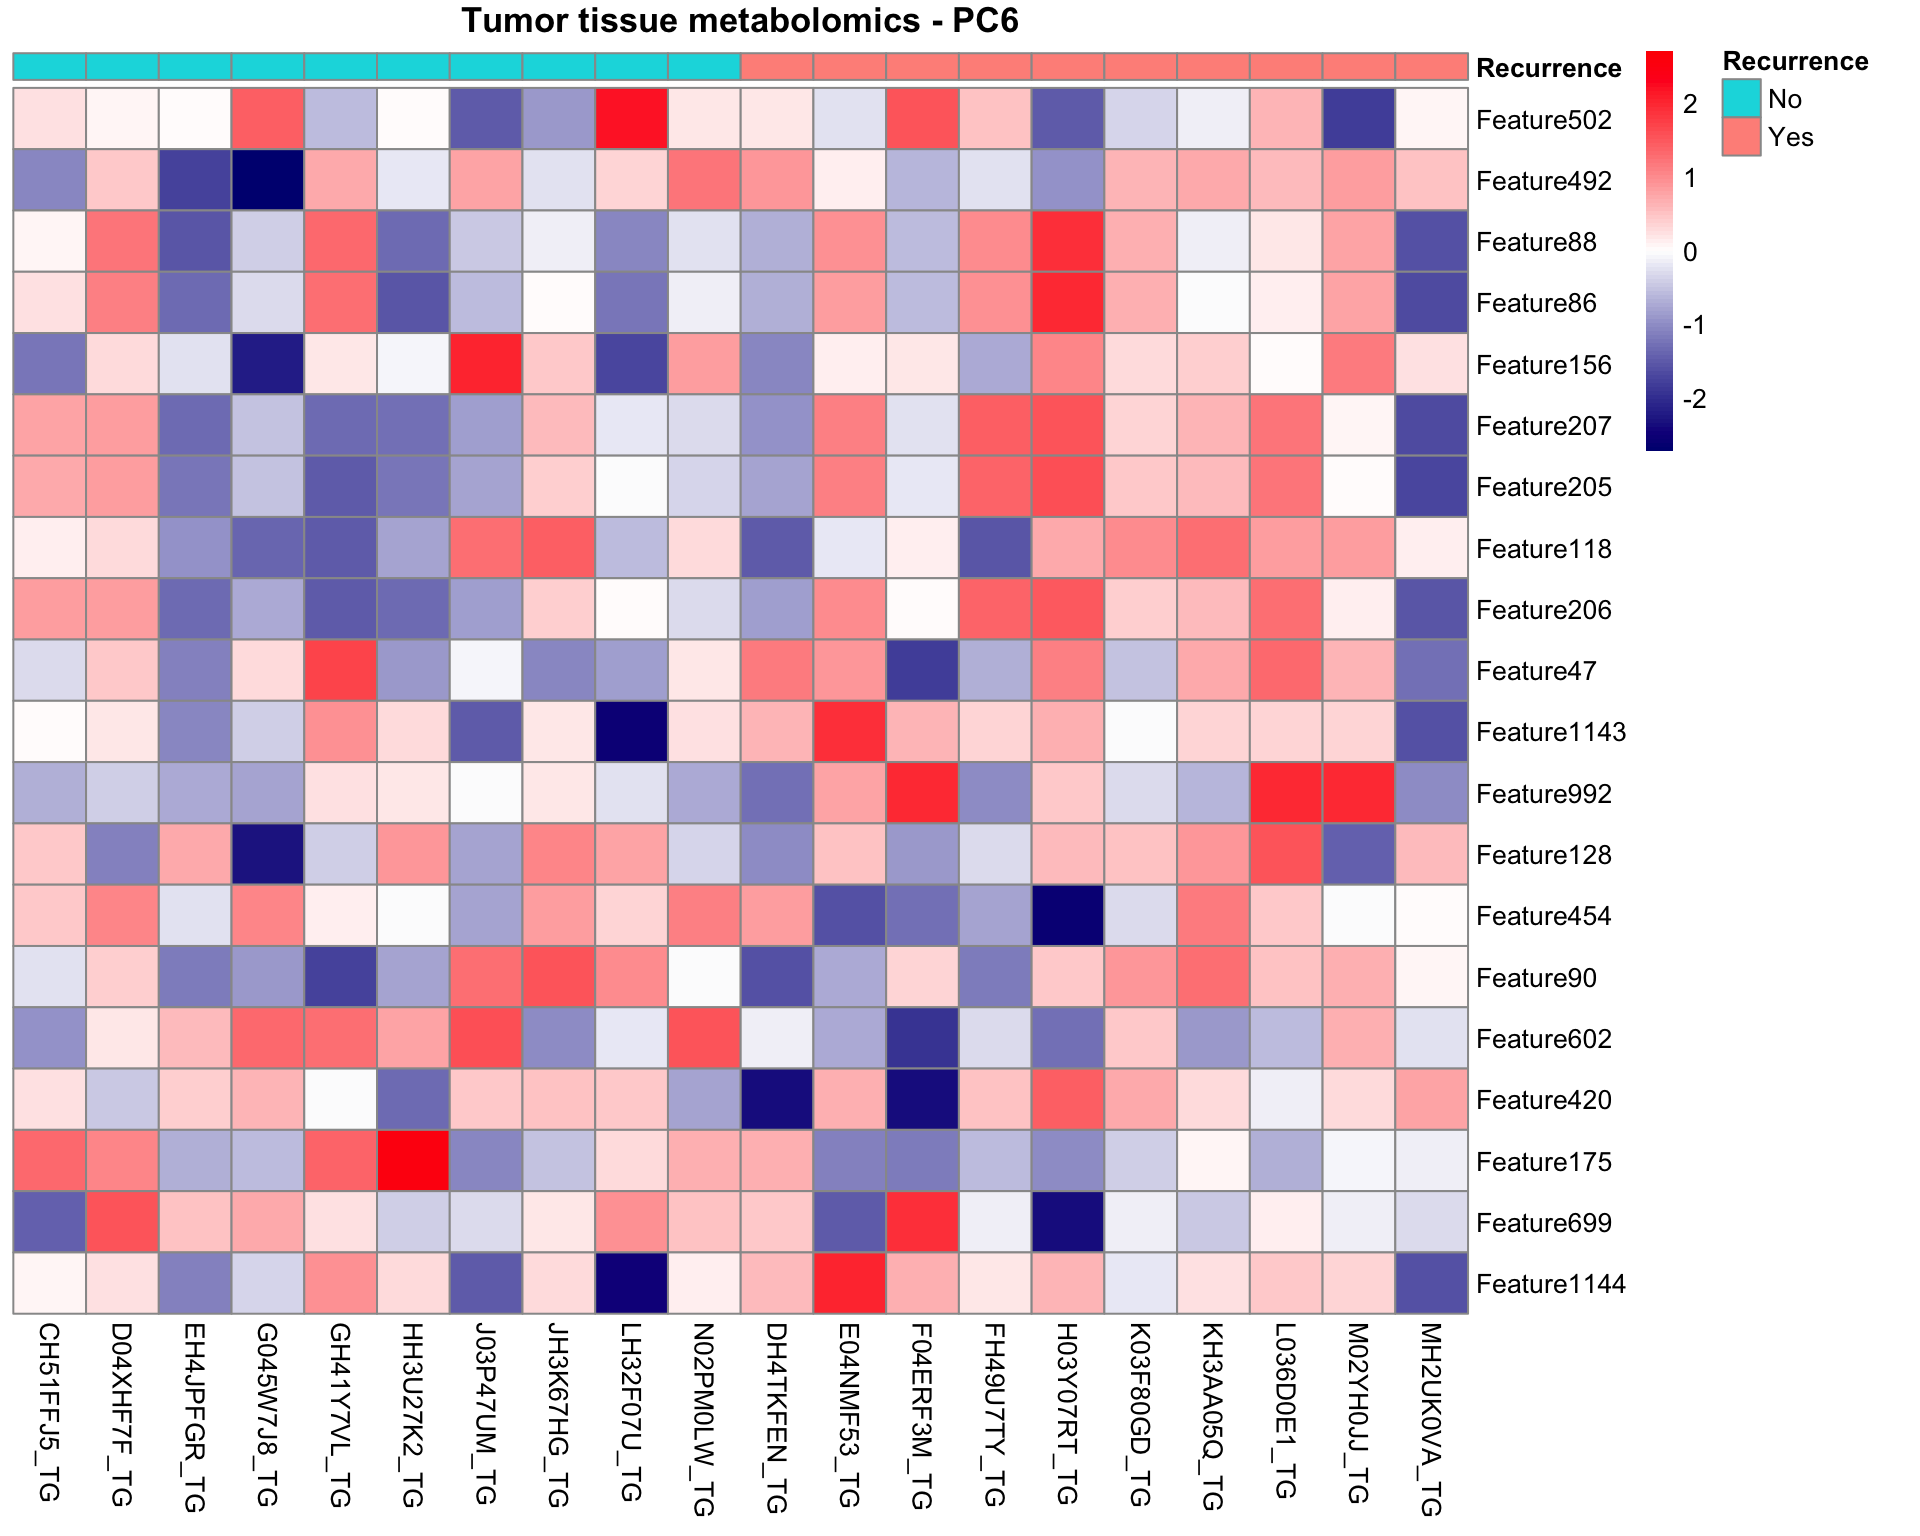 Tumor tissue metabolomics - PC6
Recurrence
Feature502
Feature492
Feature88
Feature86
Feature156
Feature207
Feature205
Feature118
Feature206
Feature47
Feature1143
Feature992
Feature128
Feature454
Feature90
Feature602
Feature420
Feature175
Feature699
Feature1144
2
1
0
-1
-2
Recurrence
No
Yes
CH51FFJ5_TG
D04XHF7F_TG
EH4JPFGR_TG
G045W7J8_TG
GH41Y7VL_TG
HH3U27K2_TG
J03P47UM_TG
JH3K67HG_TG
LH32F07U_TG
N02PM0LW_TG
DH4TKFEN_TG
E04NMF53_TG
F04ERF3M_TG
FH49U7TY_TG
H03Y07RT_TG
K03F80GD_TG
KH3AA05Q_TG
L036D0E1_TG
M02YH0JJ_TG
MH2UK0VA_TG